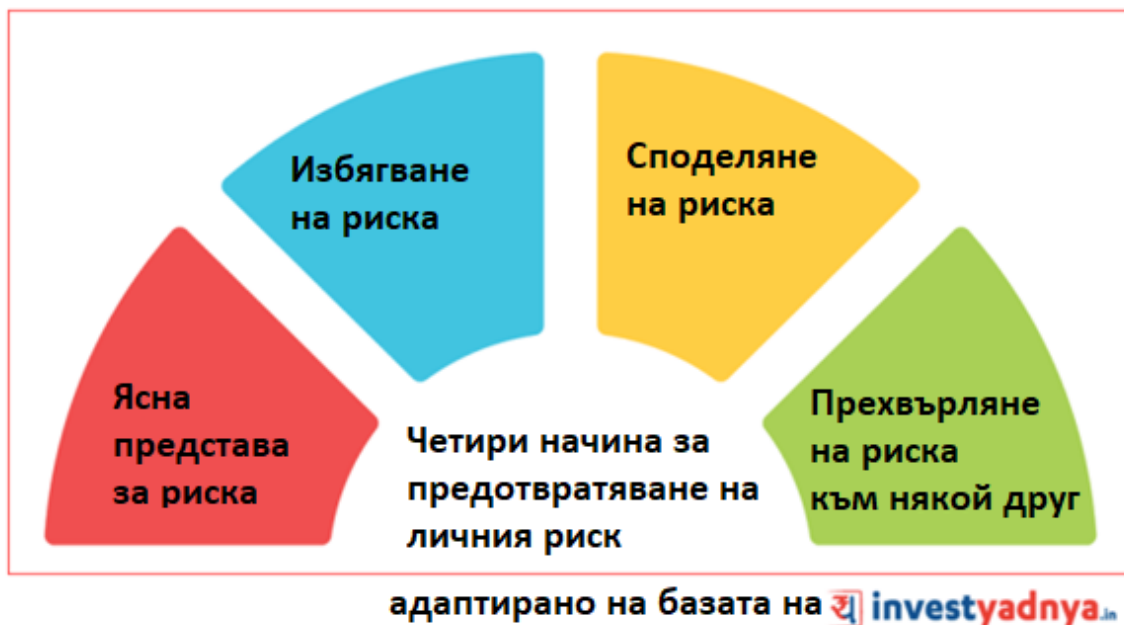 Избягване
на риска
Споделяне
на риска
Ясна
представа
за риска
Четири начина за
предотвратяване на
личния риск
Прехвърляне
на риска
към някой друг
адаптирано на базата на investyadnya.in